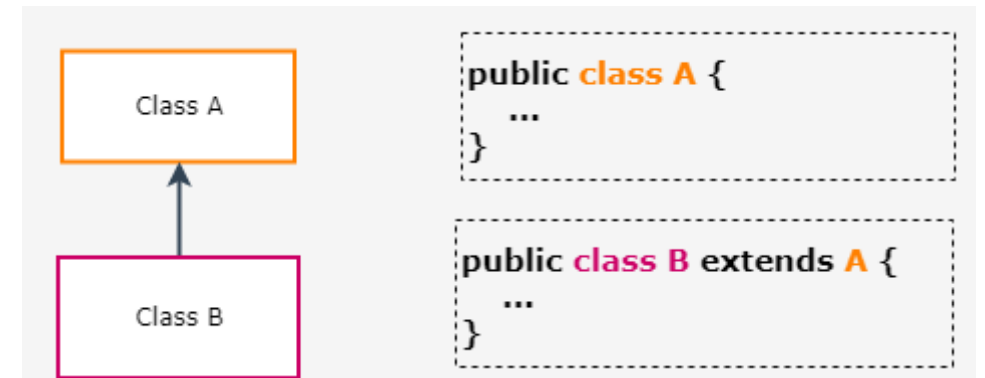 Class A
public class A {
...
}
Class B
public class B extends A {
...
}